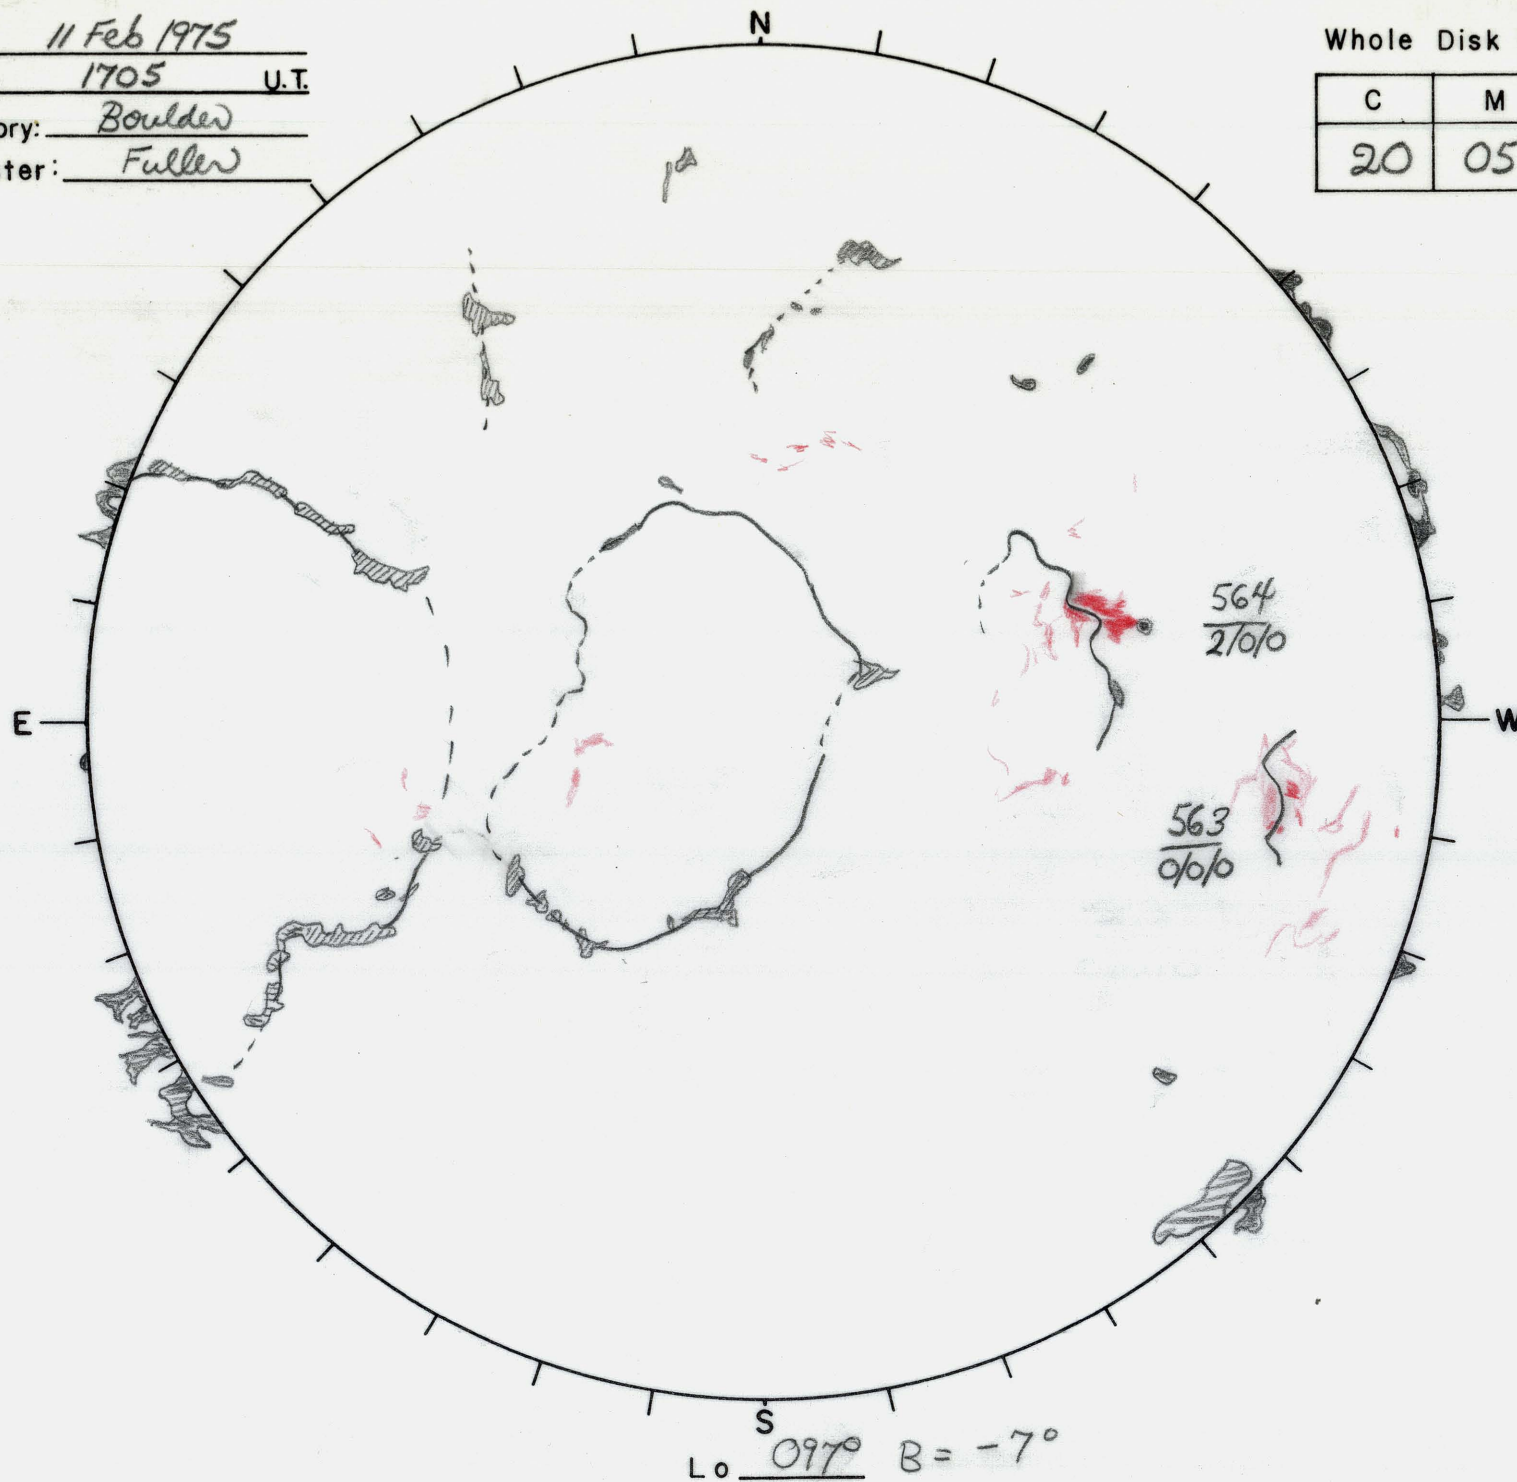 11 Feb 1975
1705 U.T.
ory: Boulder
ter: Fuller
N
Whole Disk
C M
20 05
564
2/0/0
E
W
563
0/0/0
S
Lo 097° B = -7°